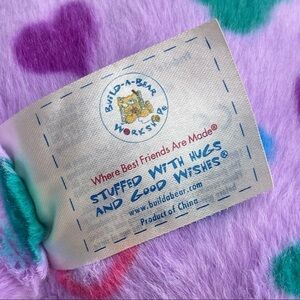 BUILD-A-BEAR
WORKSHOP®
Where Best Friends Are Made®
STUFFED WITH HUGS
AND GOOD WISHES®
www.buildabear.com
Product of China